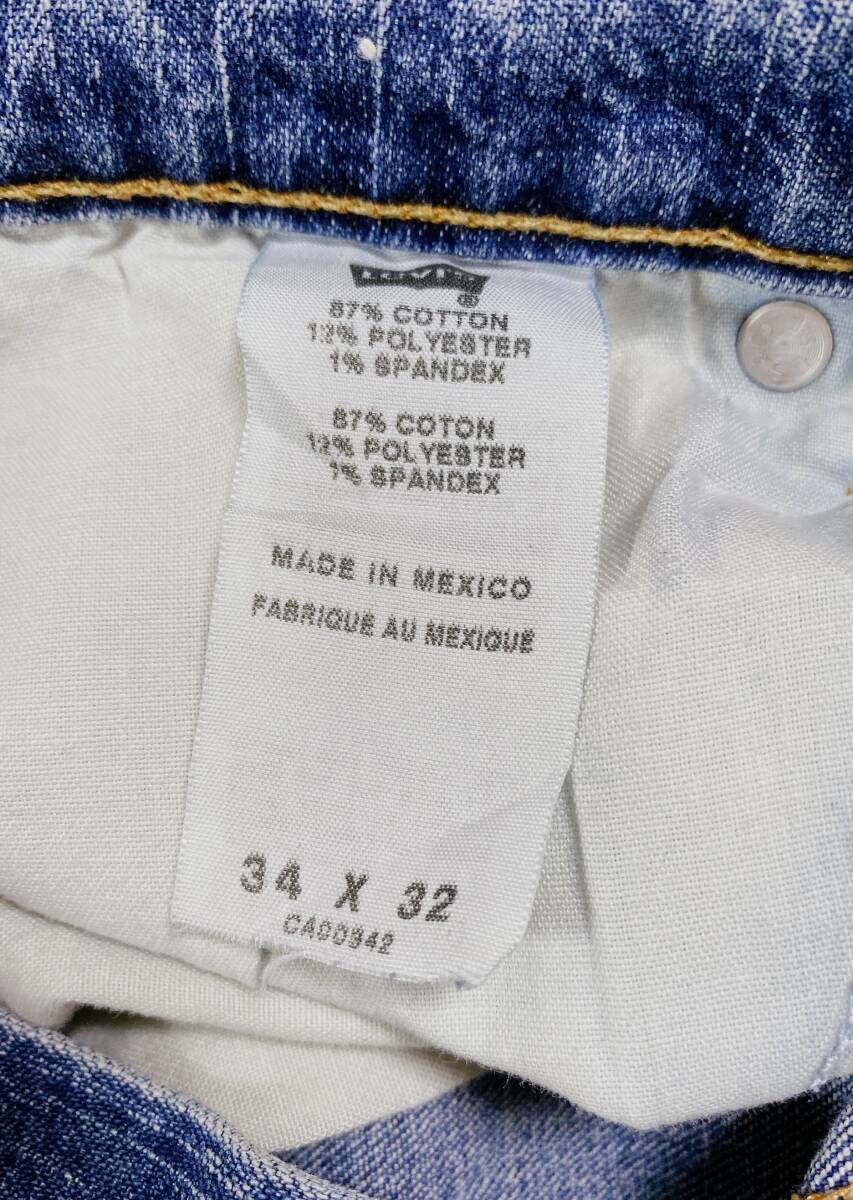 Levi's
®
87% COTTON
12% POLYESTER
1% SPANDEX
87% COTON
12% POLYESTER
1% SPANDEX
MADE IN MEXICO
FABRIQUE AU MEXIQUE
34 X 32
CA00342